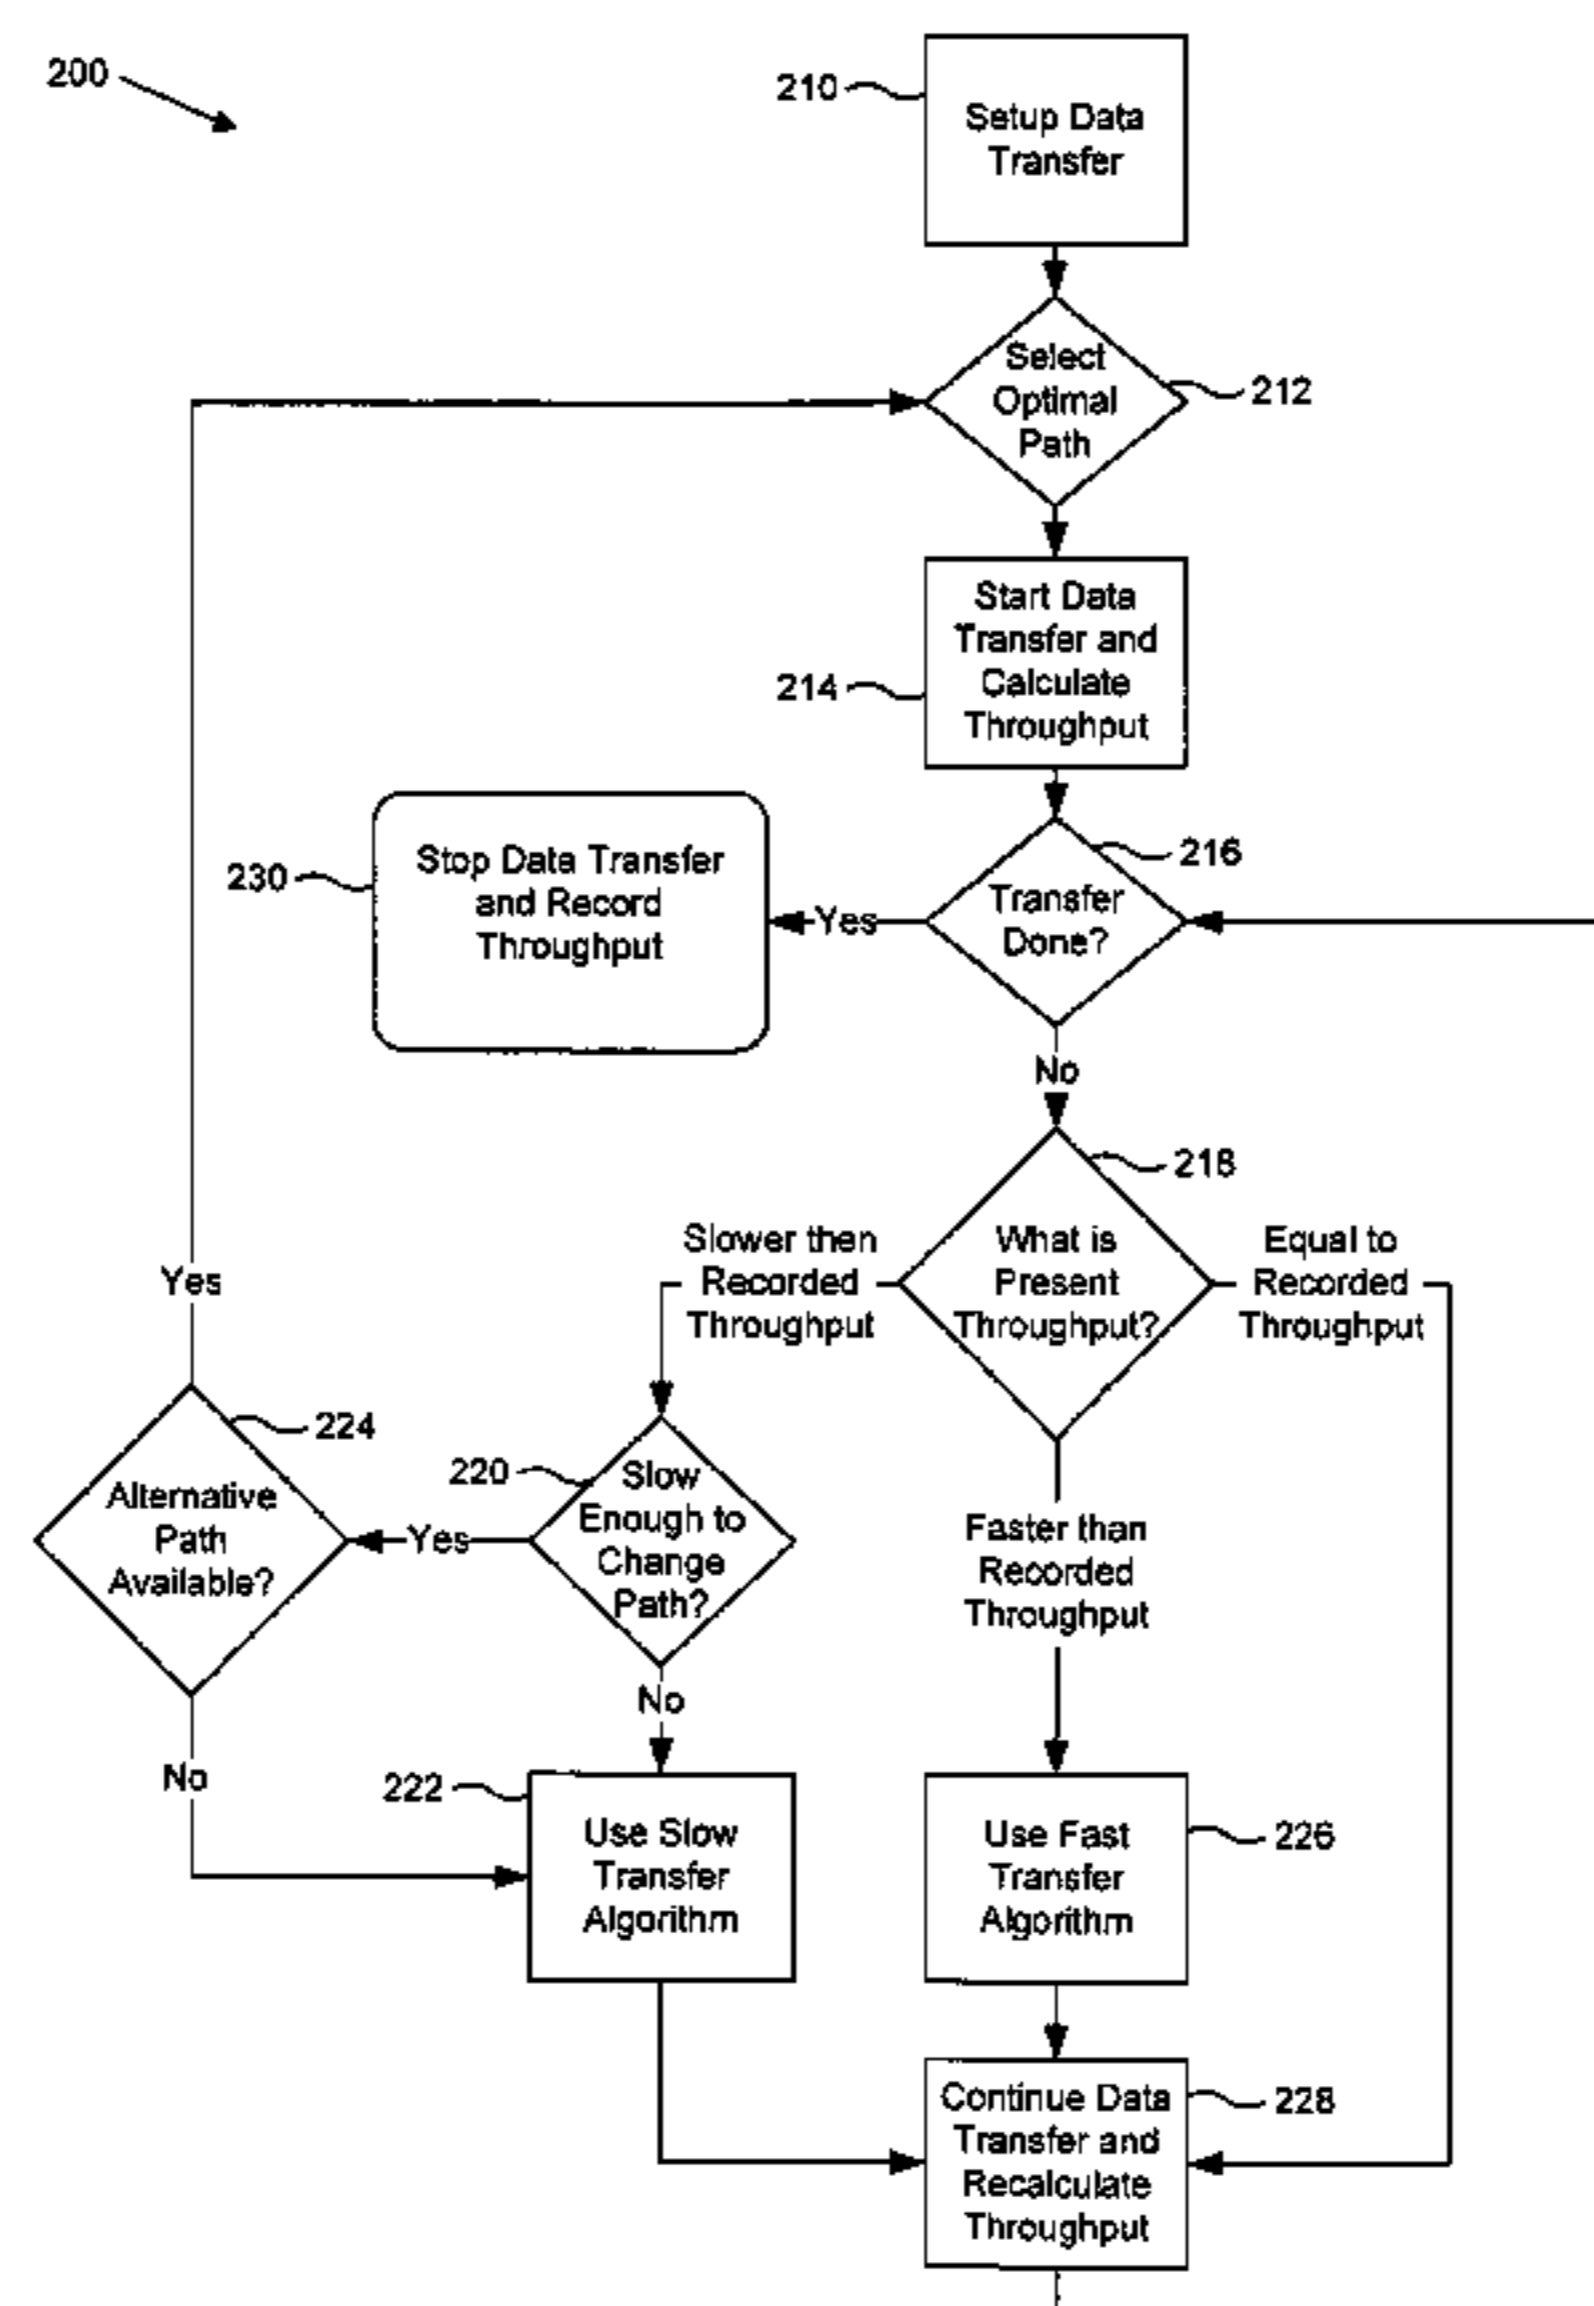 200
210
Setup Data
Transfer
Select
Optimal
Path
212
Start Data
Transfer and
Calculate
Throughput
214
216
Transfer
Done?
Yes
230
Stop Data Transfer
and Record
Throughput
No
218
What is
Present
Throughput?
Slower then
Recorded
Throughput
Equal to
Recorded
Throughput
Yes
224
Alternative
Path
Available?
Yes
220
Slow
Enough to
Change
Path?
Faster than
Recorded
Throughput
No
No
222
Use Slow
Transfer
Algorithm
Use Fast
Transfer
Algorithm
226
Continue Data
Transfer and
Recalculate
Throughput
228